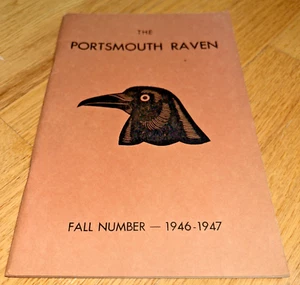 THE
PORTSMOUTH RAVEN
FALL NUMBER — 1946-1947